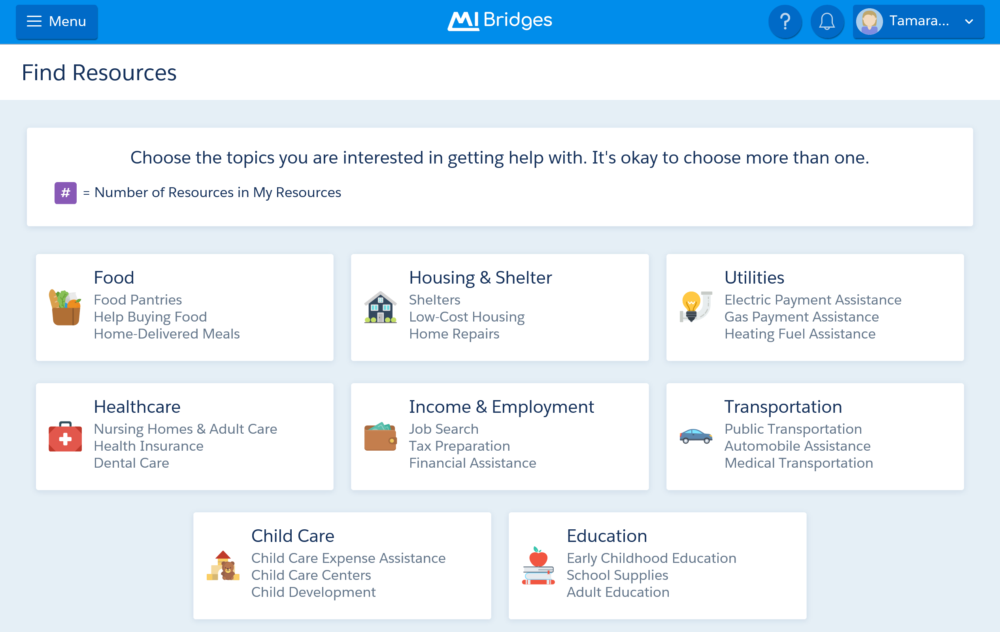 Menu
MI Bridges
?
Tamara...
Find Resources
Choose the topics you are interested in getting help with. It's okay to choose more than one.
# = Number of Resources in My Resources
Food
Food Pantries
Help Buying Food
Home-Delivered Meals
Housing & Shelter
Shelters
Low-Cost Housing
Home Repairs
Utilities
Electric Payment Assistance
Gas Payment Assistance
Heating Fuel Assistance
Healthcare
Nursing Homes & Adult Care
Health Insurance
Dental Care
Income & Employment
Job Search
Tax Preparation
Financial Assistance
Transportation
Public Transportation
Automobile Assistance
Medical Transportation
Child Care
Child Care Expense Assistance
Child Care Centers
Child Development
Education
Early Childhood Education
School Supplies
Adult Education